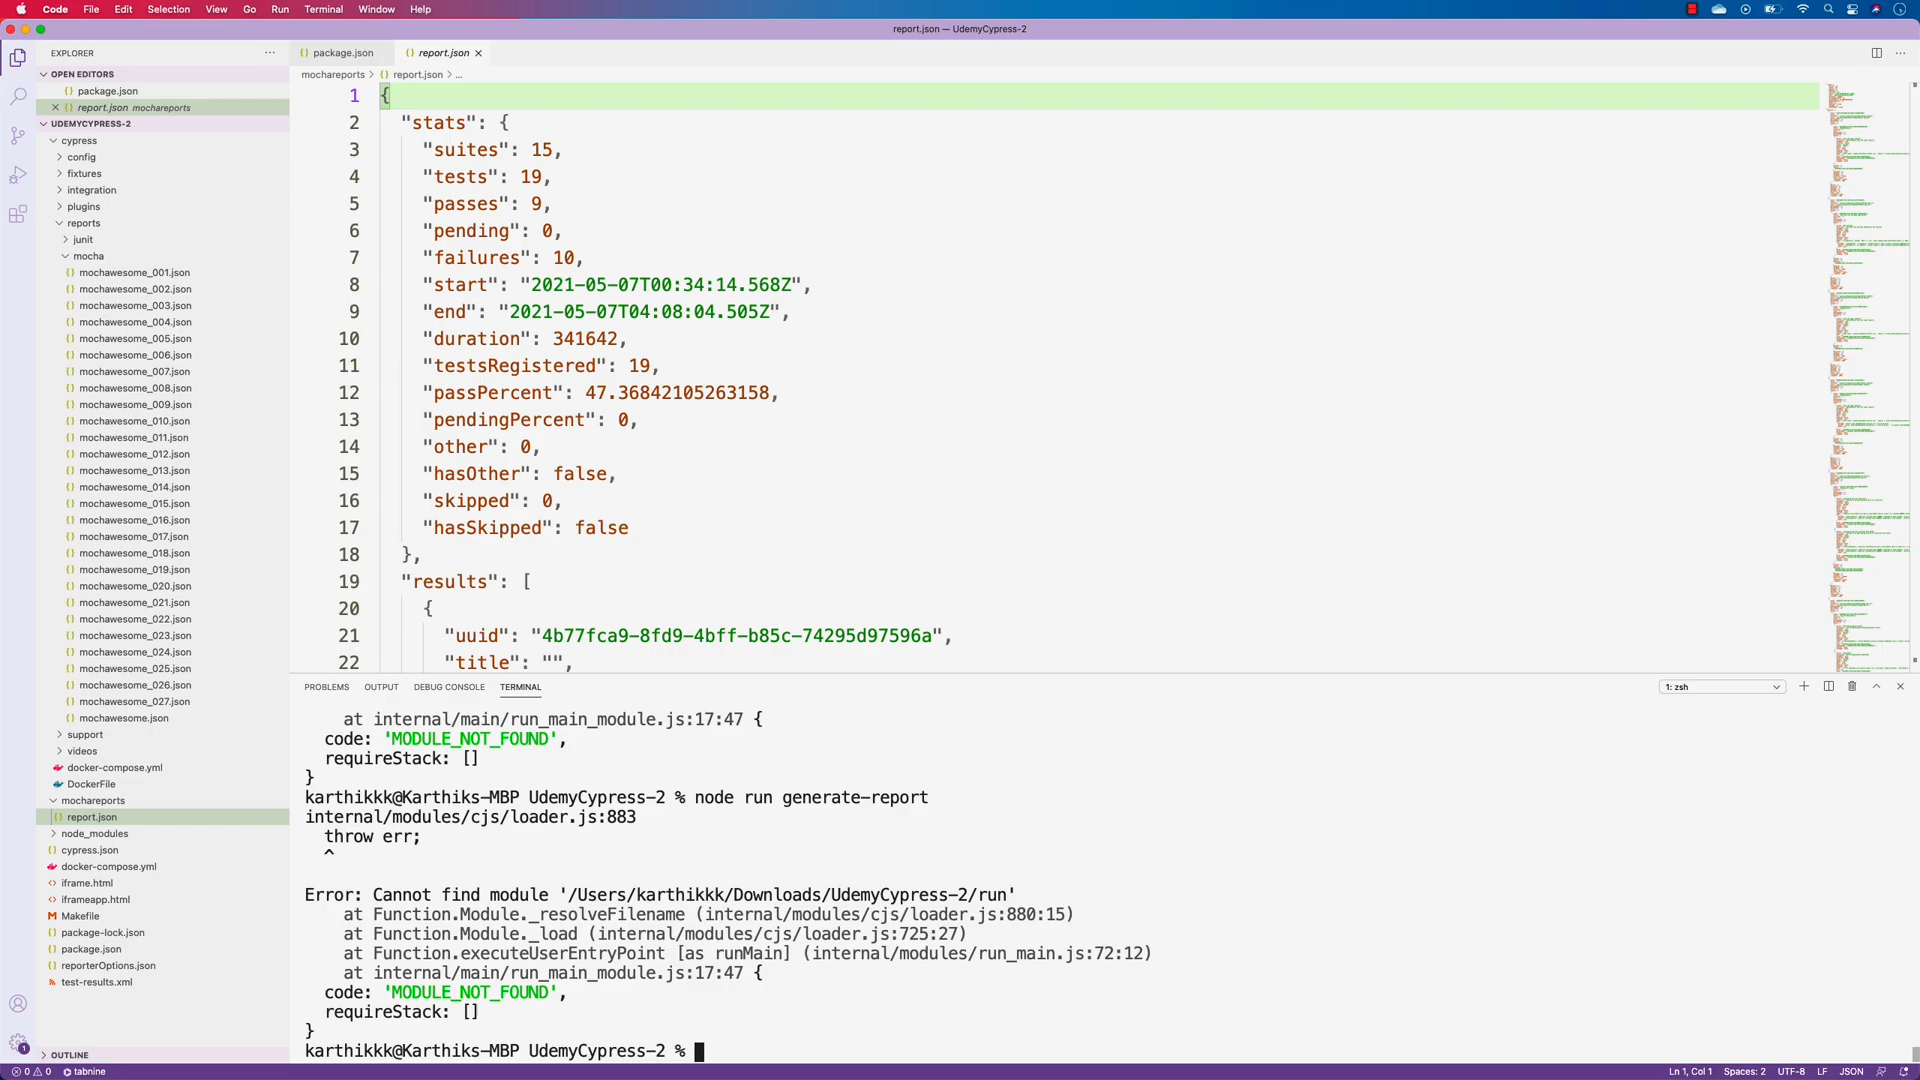 Code File Edit Selection View Go Run Terminal Window Help
report.json — UdemyCypress-2
EXPLORER
OPEN EDITORS
package.json
report.json mochareports
UDEMYCYPRESS-2
cypress
config
fixtures
integration
plugins
reports
junit
mocha
mochawesome_001.json
mochawesome_002.json
mochawesome_003.json
mochawesome_004.json
mochawesome_005.json
mochawesome_006.json
mochawesome_007.json
mochawesome_008.json
mochawesome_009.json
mochawesome_010.json
mochawesome_011.json
mochawesome_012.json
mochawesome_013.json
mochawesome_014.json
mochawesome_015.json
mochawesome_016.json
mochawesome_017.json
mochawesome_018.json
mochawesome_019.json
mochawesome_020.json
mochawesome_021.json
mochawesome_022.json
mochawesome_023.json
mochawesome_024.json
mochawesome_025.json
mochawesome_026.json
mochawesome_027.json
mochawesome.json
support
videos
docker-compose.yml
DockerFile
mochareports
report.json
node_modules
cypress.json
docker-compose.yml
iframe.html
iframeapp.html
Makefile
package-lock.json
package.json
reporterOptions.json
test-results.xml
OUTLINE
package.json report.json
mochareports > {} report.json > ...
1 {
2 "stats": {
3 "suites": 15,
4 "tests": 19,
5 "passes": 9,
6 "pending": 0,
7 "failures": 10,
8 "start": "2021-05-07T00:34:14.568Z",
9 "end": "2021-05-07T04:08:04.505Z",
10 "duration": 341642,
11 "testsRegistered": 19,
12 "passPercent": 47.36842105263158,
13 "pendingPercent": 0,
14 "other": 0,
15 "hasOther": false,
16 "skipped": 0,
17 "hasSkipped": false
18 },
19 "results": [
20 {
21 "uuid": "4b77fca9-8fd9-4bff-b85c-74295d97596a",
22 "title": "",
PROBLEMS OUTPUT DEBUG CONSOLE TERMINAL 1: zsh
at internal/main/run_main_module.js:17:47 {
code: 'MODULE_NOT_FOUND',
requireStack: []
}
karthikkk@Karthiks-MBP UdemyCypress-2 % node run generate-report
internal/modules/cjs/loader.js:883
throw err;
^
Error: Cannot find module '/Users/karthikkk/Downloads/UdemyCypress-2/run'
at Function.Module._resolveFilename (internal/modules/cjs/loader.js:880:15)
at Function.Module._load (internal/modules/cjs/loader.js:725:27)
at Function.executeUserEntryPoint [as runMain] (internal/modules/run_main.js:72:12)
at internal/main/run_main_module.js:17:47 {
code: 'MODULE_NOT_FOUND',
requireStack: []
}
karthikkk@Karthiks-MBP UdemyCypress-2 %
1
0 0 tabnine Ln 1, Col 1 Spaces: 2 UTF-8 LF JSON